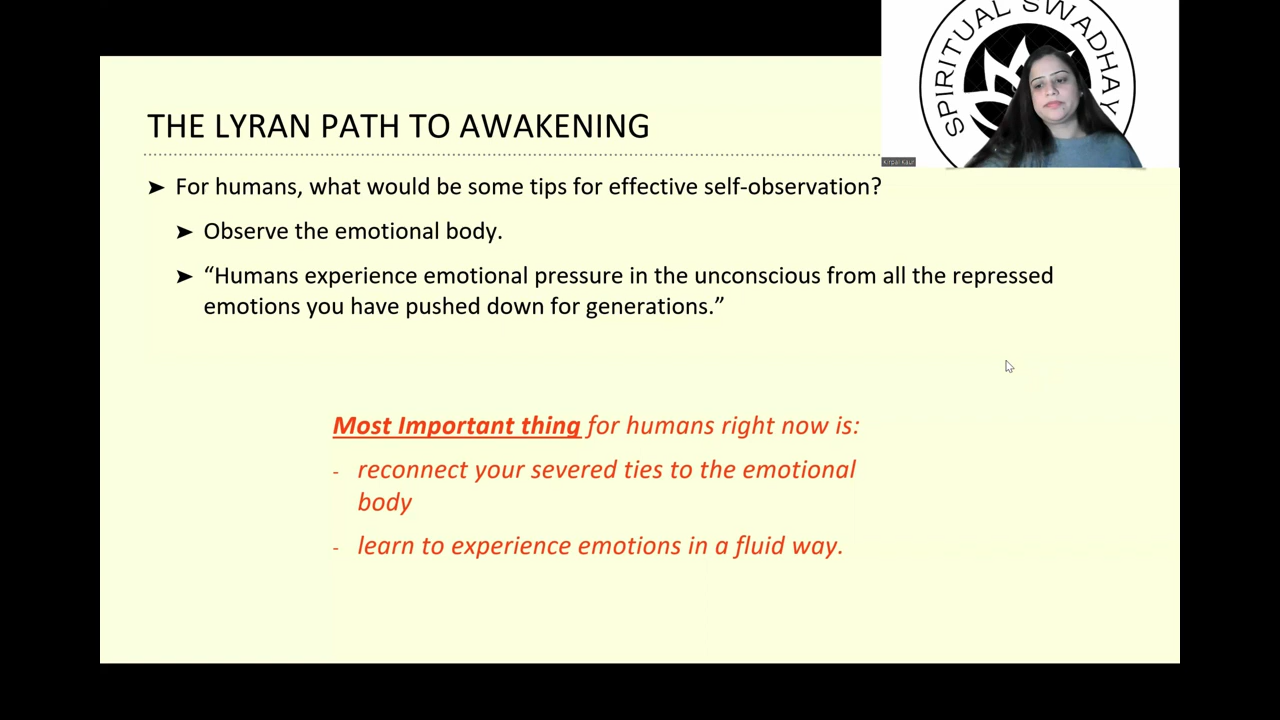 SPIRITUAL SWADHAY
Kirpal Kaur
THE LYRAN PATH TO AWAKENING
➤ For humans, what would be some tips for effective self-observation?
➤ Observe the emotional body.
➤ “Humans experience emotional pressure in the unconscious from all the repressed
emotions you have pushed down for generations.”
Most Important thing for humans right now is:
- reconnect your severed ties to the emotional
body
- learn to experience emotions in a fluid way.